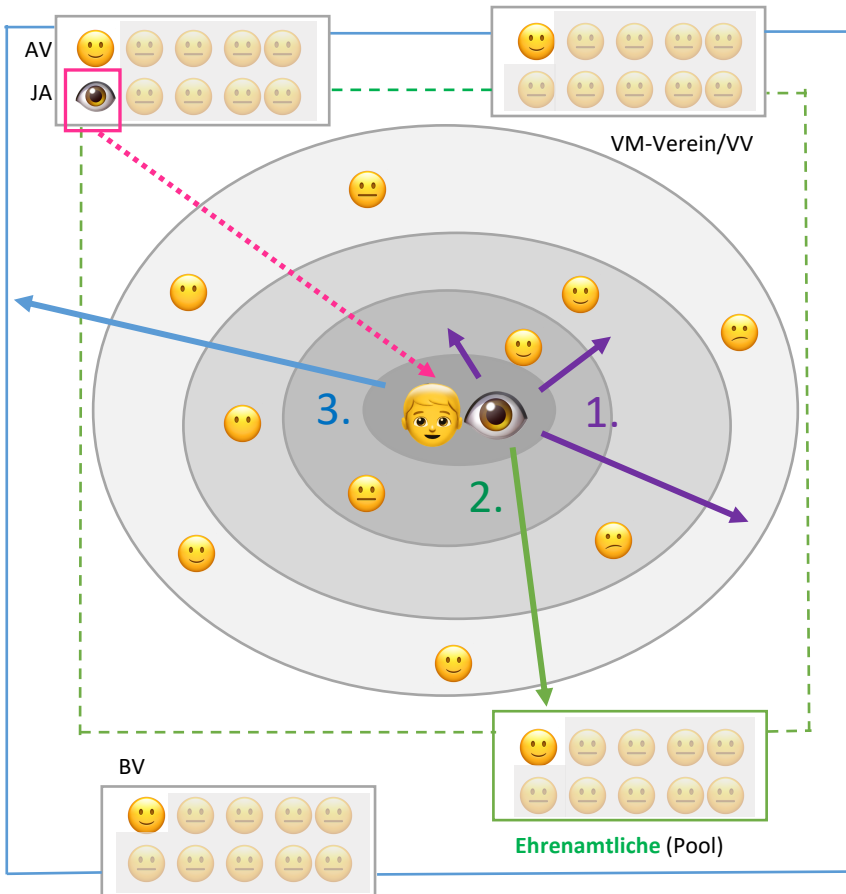 AV
JA
VM-Verein/VV
1.
3.
2.
BV
Ehrenamtliche (Pool)